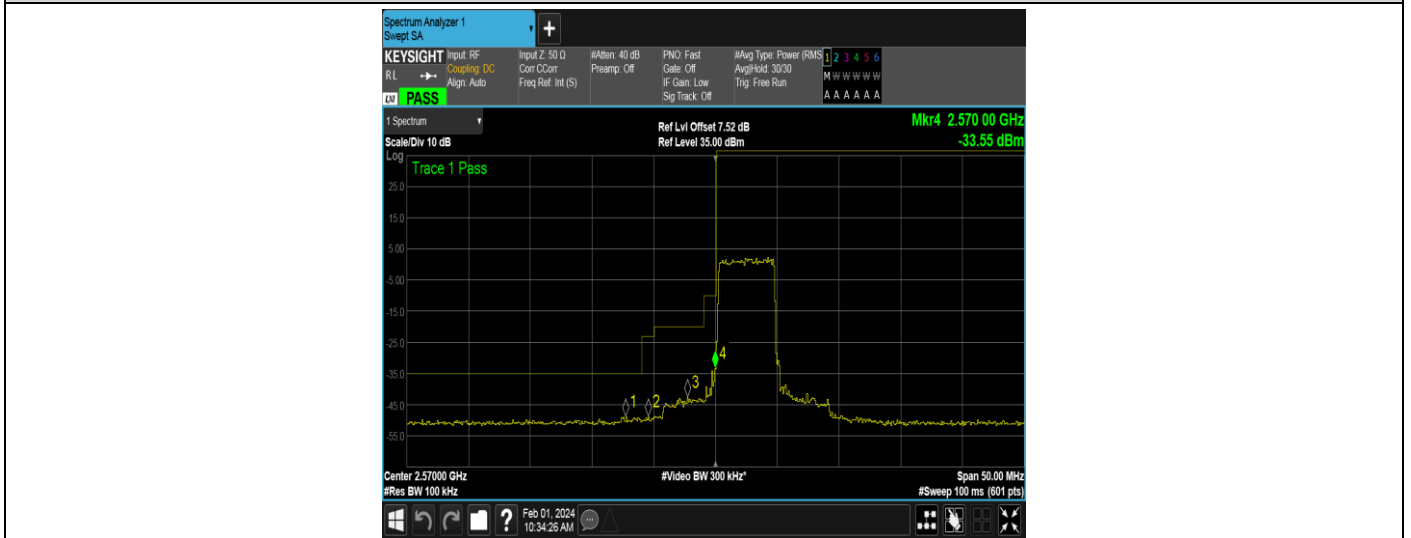 Spectrum Analyzer 1
Swept SA
+
KEYSIGHT Input: RF Input Z: 50 Ω #Atten: 40 dB PNO: Fast #Avg Type: Power (RMS 1 2 3 4 5 6
RL Coupling: DC Corr CCorr Preamp: Off Gate: Off Avg|Hold: 30/30 M W W W W W
Align: Auto Freq Ref: Int (S) IF Gain: Low Trig: Free Run
LXI PASS Sig Track: Off A A A A A A
1 Spectrum Ref Lvl Offset 7.52 dB Mkr4 2.570 00 GHz
Scale/Div 10 dB Ref Level 35.00 dBm -33.55 dBm
Log
Trace 1 Pass
25.0
15.0
5.00
-5.00
-15.0
-25.0
4
-35.0
3
1 2
-45.0
-55.0
Center 2.57000 GHz #Video BW 300 kHz* Span 50.00 MHz
#Res BW 100 kHz #Sweep 100 ms (601 pts)
? Feb 01, 2024
10:34:26 AM